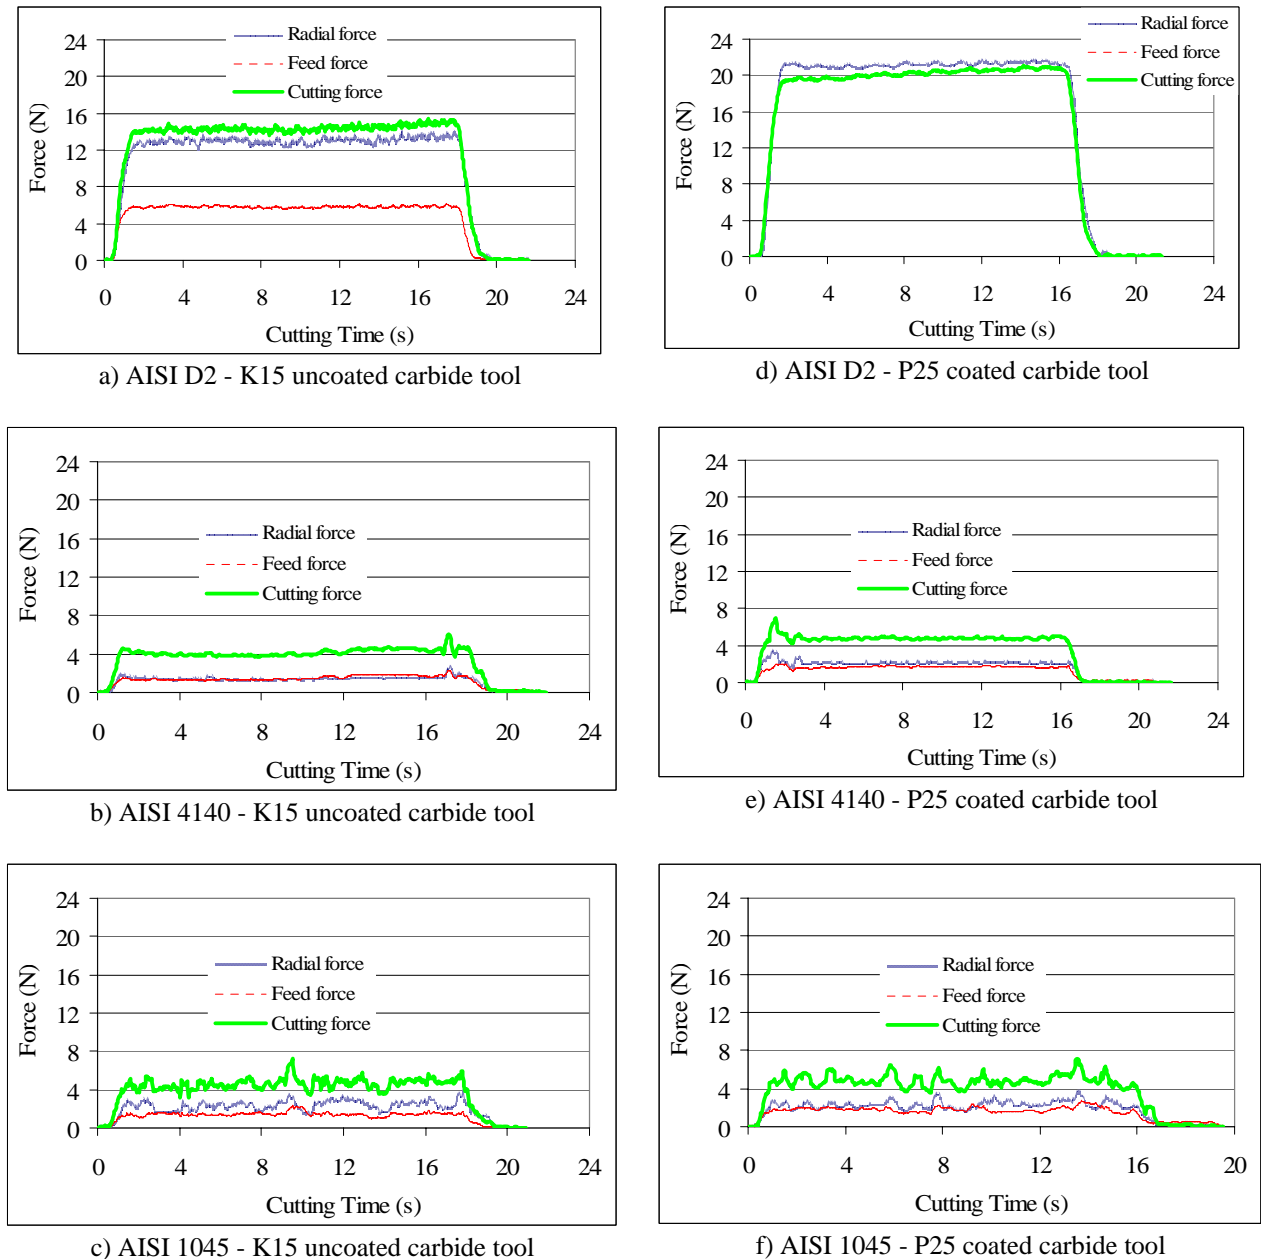 24
20
16
12
8
4
0
Force (N)
Radial force
Feed force
Cutting force
0 4 8 12 16 20 24
Cutting Time (s)
a) AISI D2 - K15 uncoated carbide tool
24
20
16
12
8
4
0
Force (N)
Radial force
Feed force
Cutting force
0 4 8 12 16 20 24
Cutting Time (s)
d) AISI D2 - P25 coated carbide tool
24
20
16
12
8
4
0
Force (N)
Radial force
Feed force
Cutting force
0 4 8 12 16 20 24
Cutting Time (s)
b) AISI 4140 - K15 uncoated carbide tool
24
20
16
12
8
4
0
Force (N)
Radial force
Feed force
Cutting force
0 4 8 12 16 20 24
Cutting Time (s)
e) AISI 4140 - P25 coated carbide tool
24
20
16
12
8
4
0
Force (N)
Radial force
Feed force
Cutting force
0 4 8 12 16 20 24
Cutting Time (s)
c) AISI 1045 - K15 uncoated carbide tool
24
20
16
12
8
4
0
Force (N)
Radial force
Feed force
Cutting force
0 4 8 12 16 20
Cutting Time (s)
f) AISI 1045 - P25 coated carbide tool